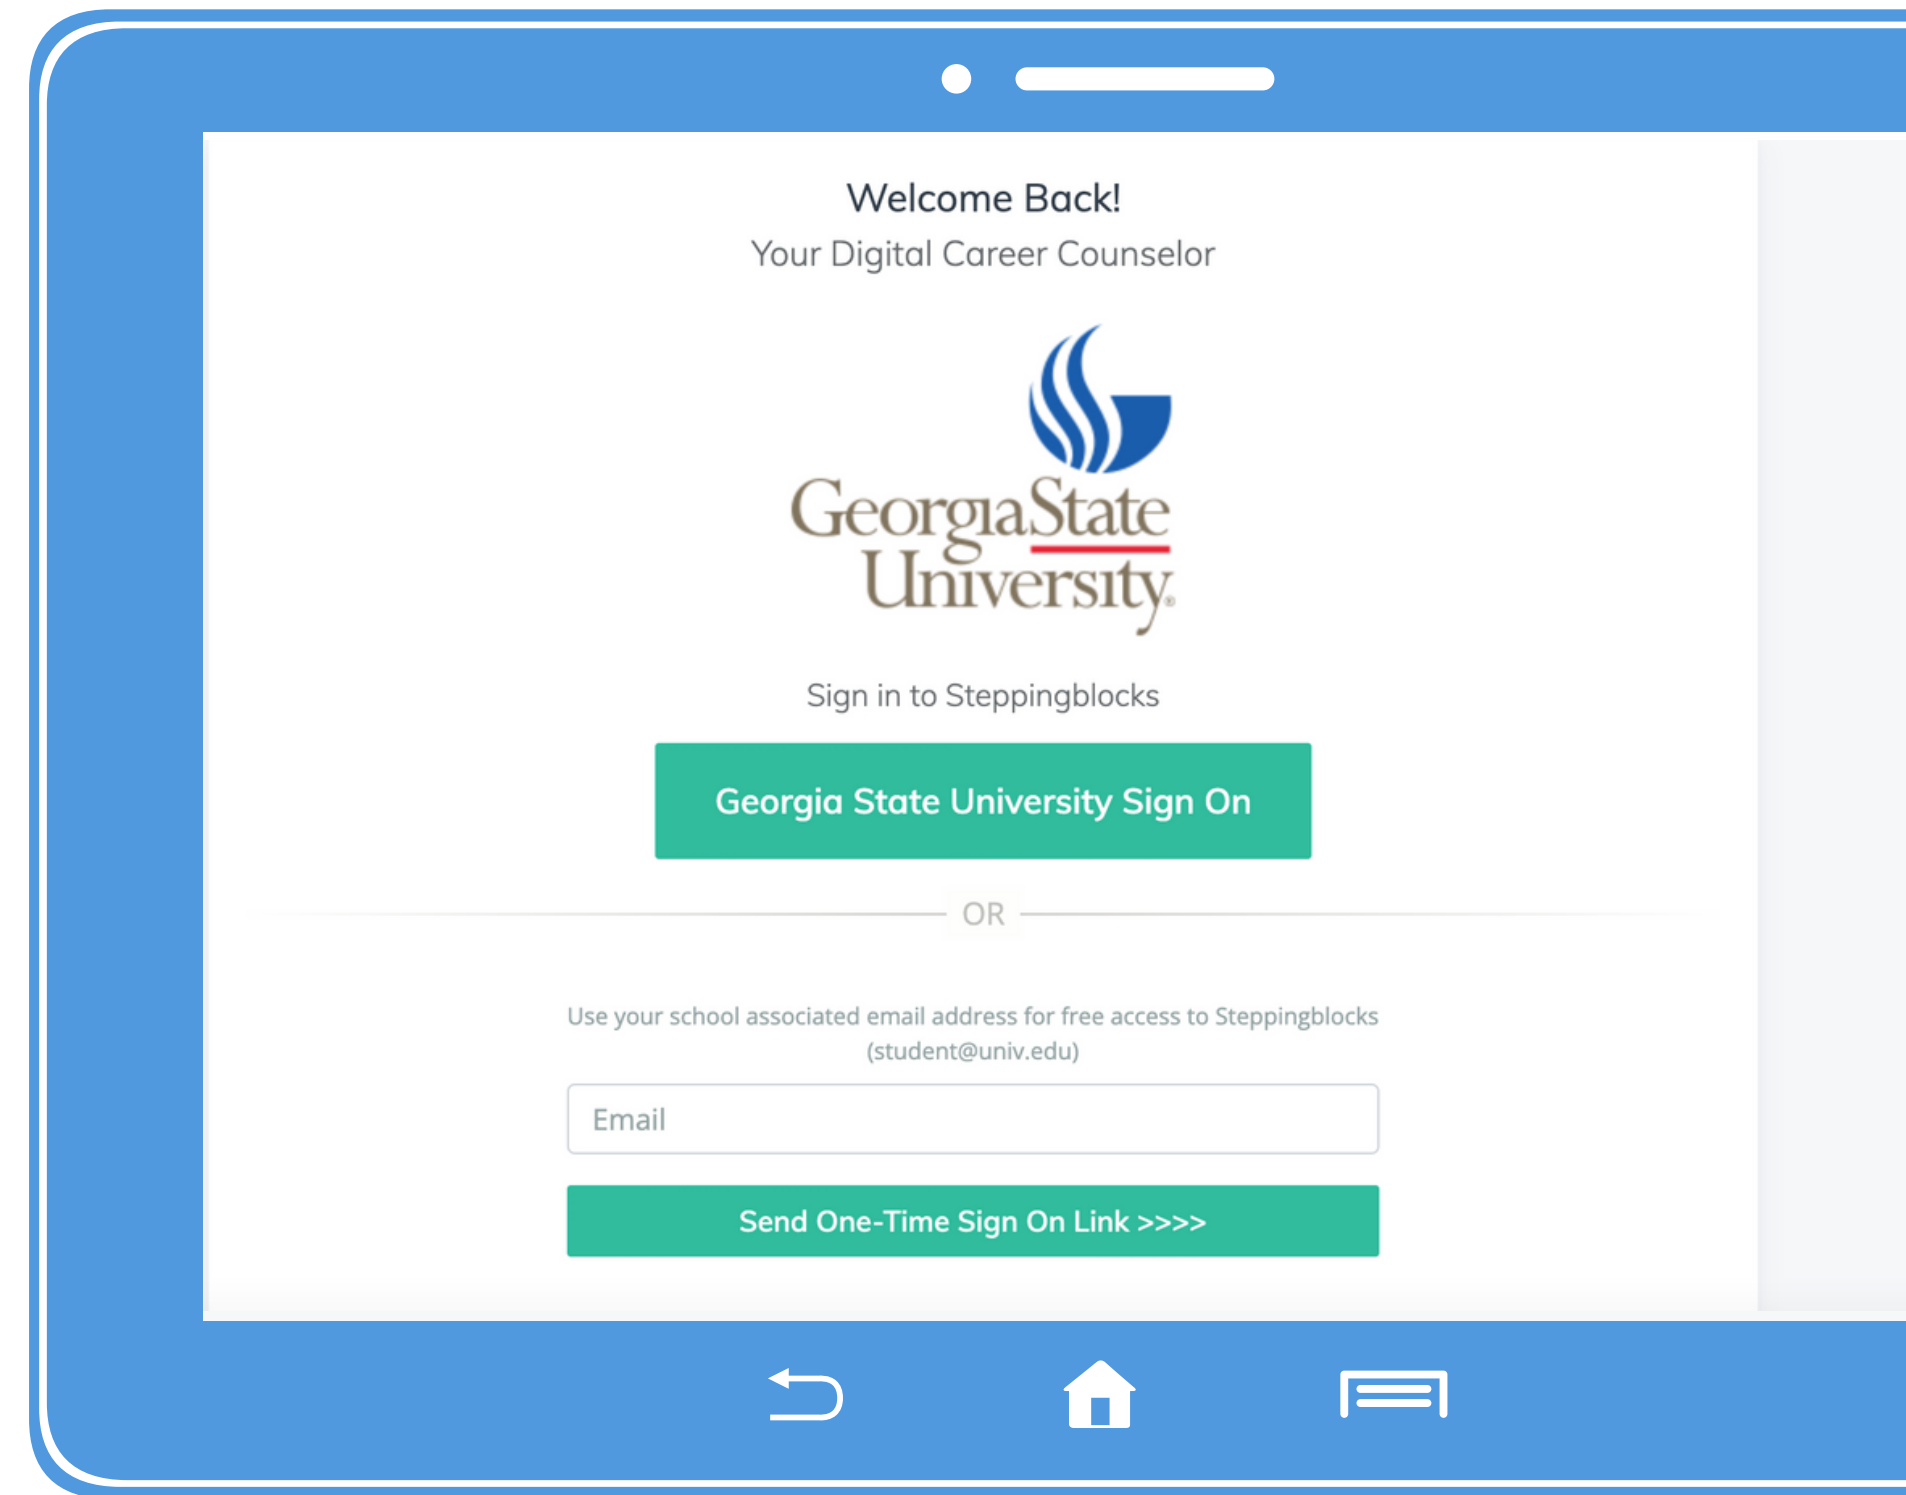 Welcome Back!
Your Digital Career Counselor
GeorgiaState
University®
Sign in to Steppingblocks
Georgia State University Sign On
OR
Use your school associated email address for free access to Steppingblocks
(student@univ.edu)
Email
Send One-Time Sign On Link >>>>